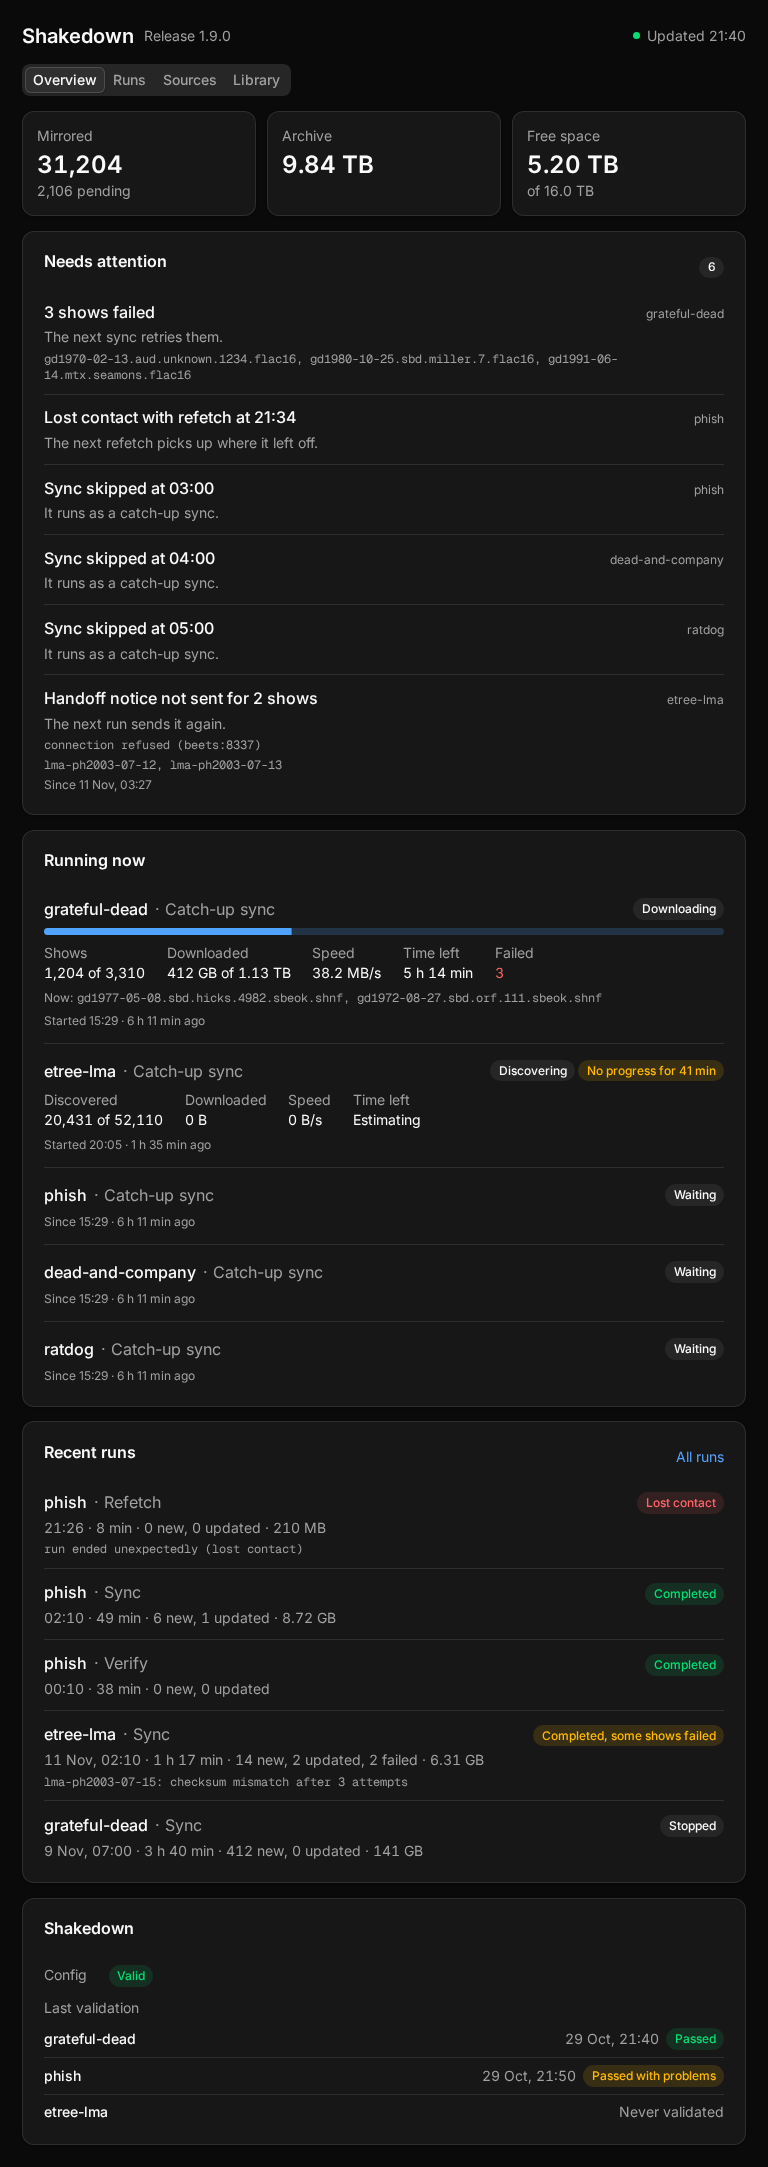 Shakedown Release 1.9.0
Updated 21:40
Overview Runs Sources Library
Mirrored
31,204
2,106 pending
Archive
9.84 TB
Free space
5.20 TB
of 16.0 TB
Needs attention
6
3 shows failed
grateful-dead
The next sync retries them.
gd1970-02-13.aud.unknown.1234.flac16, gd1980-10-25.sbd.miller.7.flac16, gd1991-06-
14.mtx.seamons.flac16
Lost contact with refetch at 21:34
phish
The next refetch picks up where it left off.
Sync skipped at 03:00
phish
It runs as a catch-up sync.
Sync skipped at 04:00
dead-and-company
It runs as a catch-up sync.
Sync skipped at 05:00
ratdog
It runs as a catch-up sync.
Handoff notice not sent for 2 shows
etree-lma
The next run sends it again.
connection refused (beets:8337)
lma-ph2003-07-12, lma-ph2003-07-13
Since 11 Nov, 03:27
Running now
grateful-dead · Catch-up sync
Downloading
Shows Downloaded Speed Time left Failed
1,204 of 3,310 412 GB of 1.13 TB 38.2 MB/s 5 h 14 min 3
Now: gd1977-05-08.sbd.hicks.4982.sbeok.shnf, gd1972-08-27.sbd.orf.111.sbeok.shnf
Started 15:29 · 6 h 11 min ago
etree-lma · Catch-up sync
Discovering No progress for 41 min
Discovered Downloaded Speed Time left
20,431 of 52,110 0 B 0 B/s Estimating
Started 20:05 · 1 h 35 min ago
phish · Catch-up sync
Waiting
Since 15:29 · 6 h 11 min ago
dead-and-company · Catch-up sync
Waiting
Since 15:29 · 6 h 11 min ago
ratdog · Catch-up sync
Waiting
Since 15:29 · 6 h 11 min ago
Recent runs
All runs
phish · Refetch
Lost contact
21:26 · 8 min · 0 new, 0 updated · 210 MB
run ended unexpectedly (lost contact)
phish · Sync
Completed
02:10 · 49 min · 6 new, 1 updated · 8.72 GB
phish · Verify
Completed
00:10 · 38 min · 0 new, 0 updated
etree-lma · Sync
Completed, some shows failed
11 Nov, 02:10 · 1 h 17 min · 14 new, 2 updated, 2 failed · 6.31 GB
lma-ph2003-07-15: checksum mismatch after 3 attempts
grateful-dead · Sync
Stopped
9 Nov, 07:00 · 3 h 40 min · 412 new, 0 updated · 141 GB
Shakedown
Config Valid
Last validation
grateful-dead 29 Oct, 21:40 Passed
phish 29 Oct, 21:50 Passed with problems
etree-lma Never validated